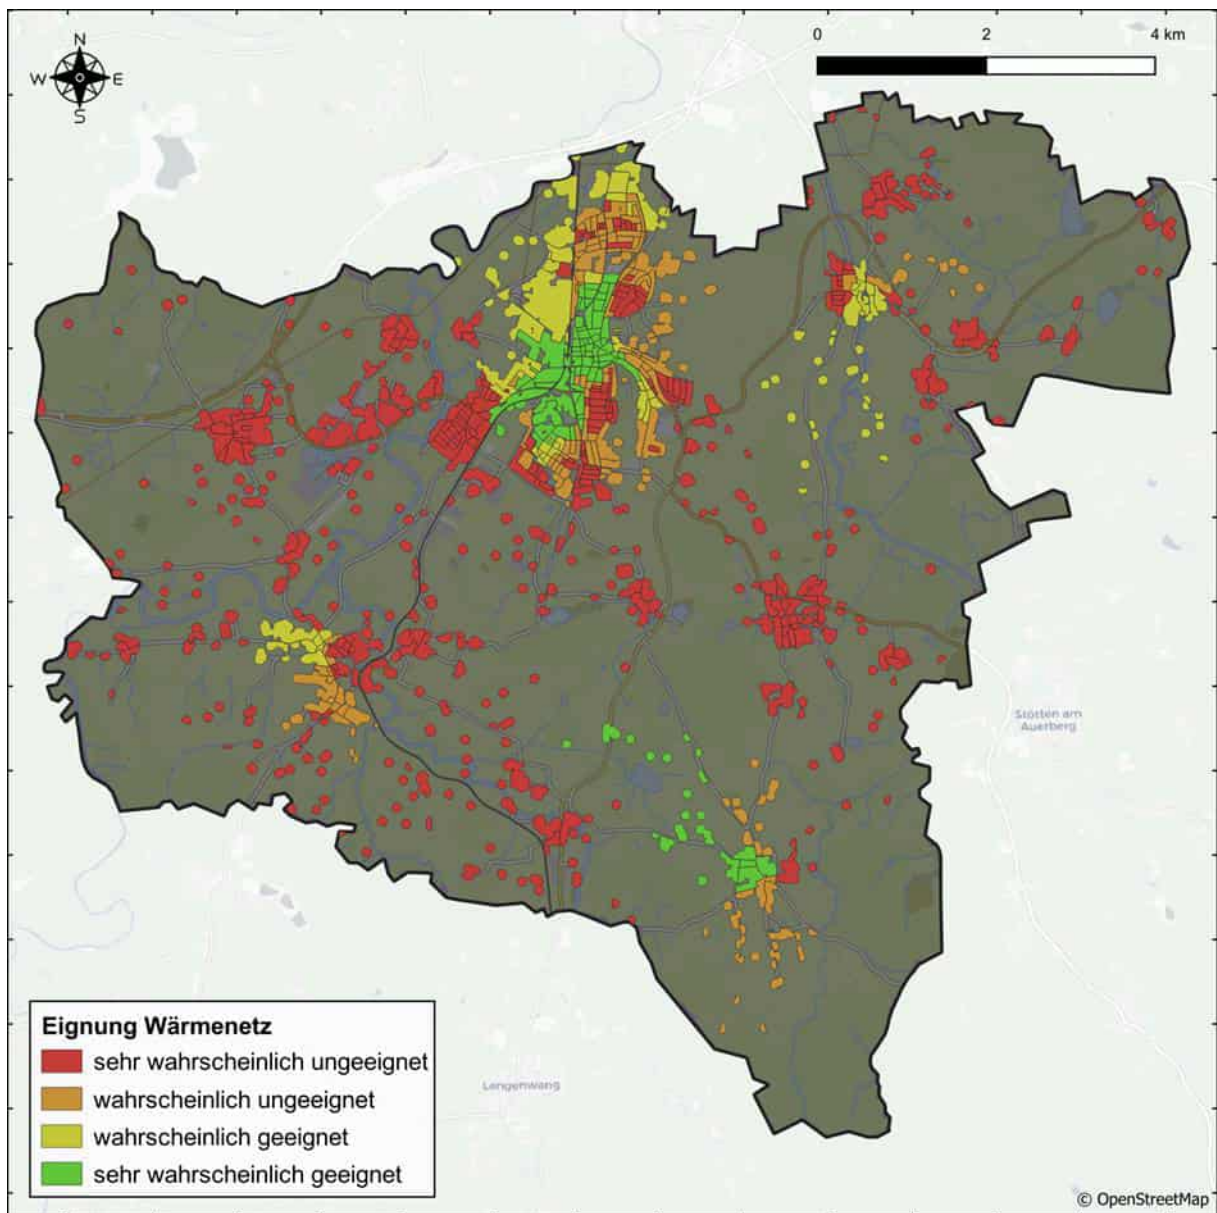 N
W E
S
0 2 4 km
Stötten am
Auerberg
Lengenwang
Eignung Wärmenetz
sehr wahrscheinlich ungeeignet
wahrscheinlich ungeeignet
wahrscheinlich geeignet
sehr wahrscheinlich geeignet
© OpenStreetMap